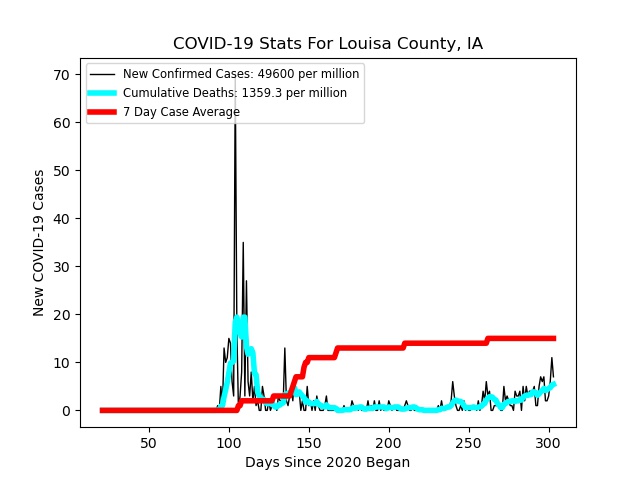 COVID-19 Stats For Louisa County, IA
New Confirmed Cases: 49600 per million
Cumulative Deaths: 1359.3 per million
7 Day Case Average
New COVID-19 Cases
70
60
50
40
30
20
10
0
50 100 150 200 250 300
Days Since 2020 Began